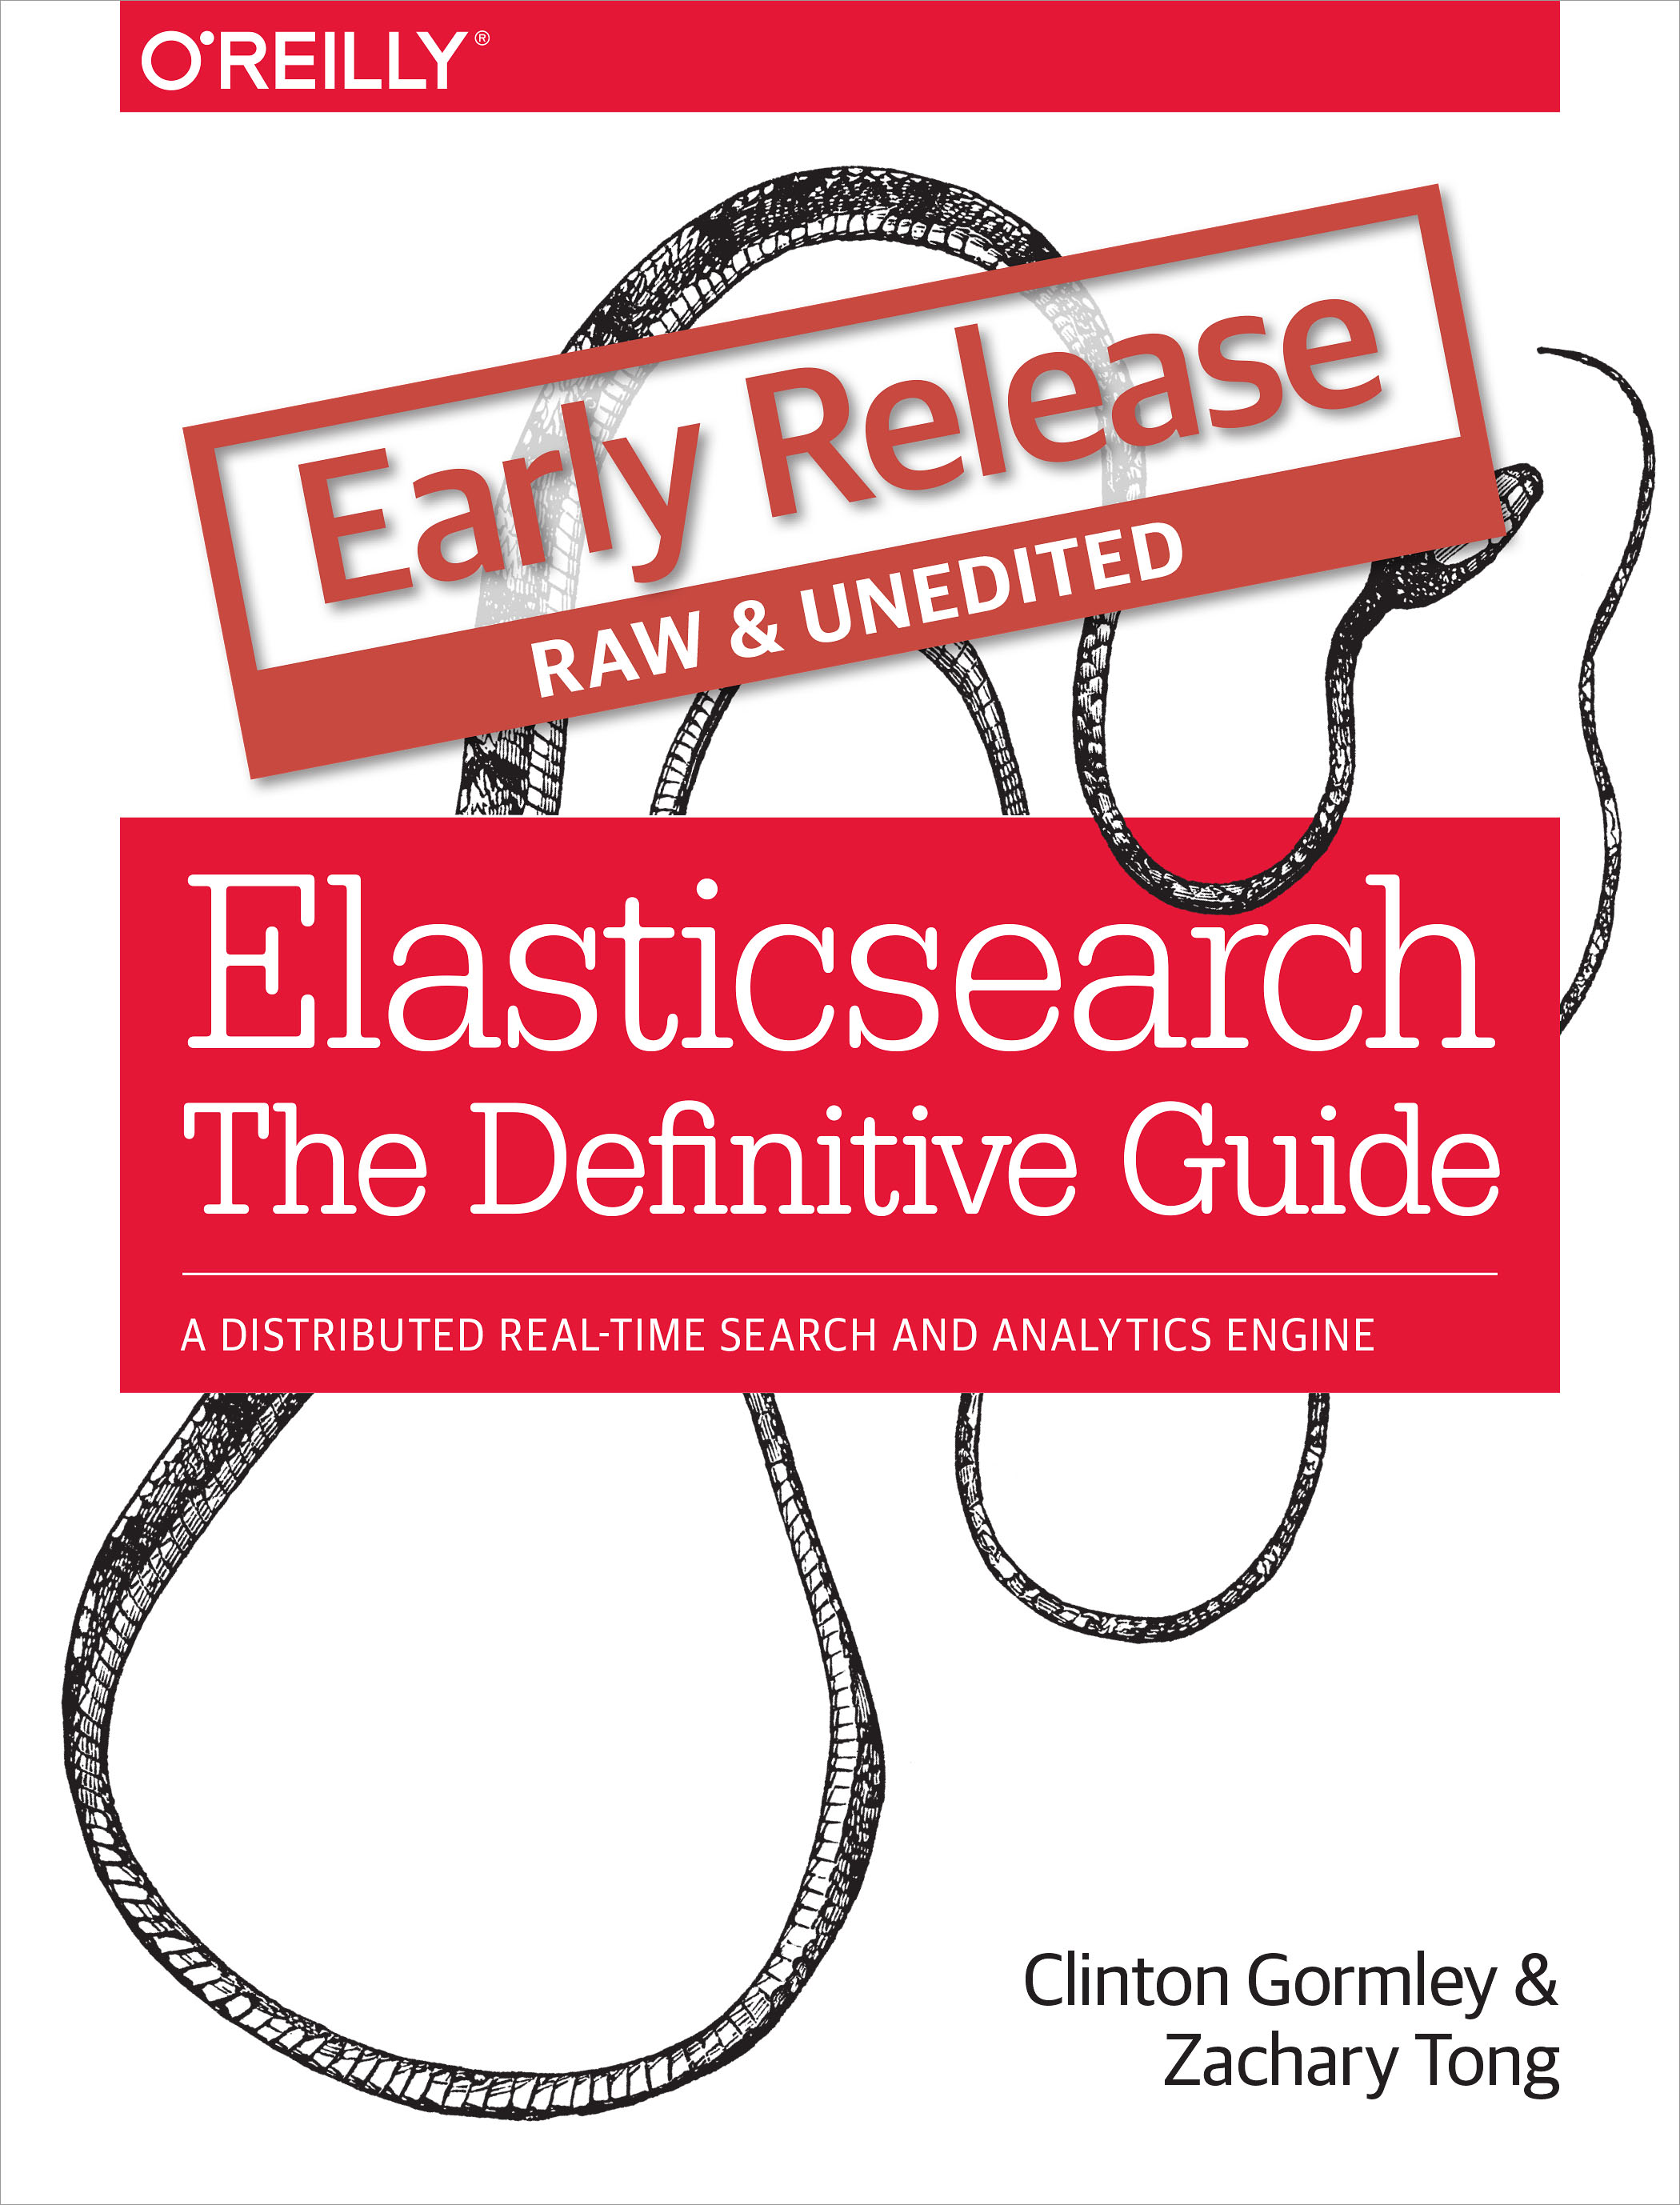 O'REILLY®
Early Release
RAW & UNEDITED
Elasticsearch
The Definitive Guide
A DISTRIBUTED REAL-TIME SEARCH AND ANALYTICS ENGINE
Clinton Gormley &
Zachary Tong